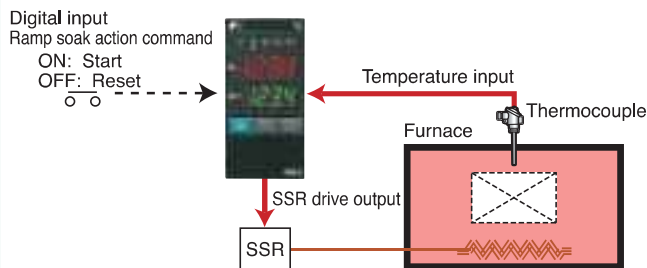 Digital input
Ramp soak action command
ON: Start
OFF: Reset
Temperature input
Thermocouple
Furnace
SSR drive output
SSR